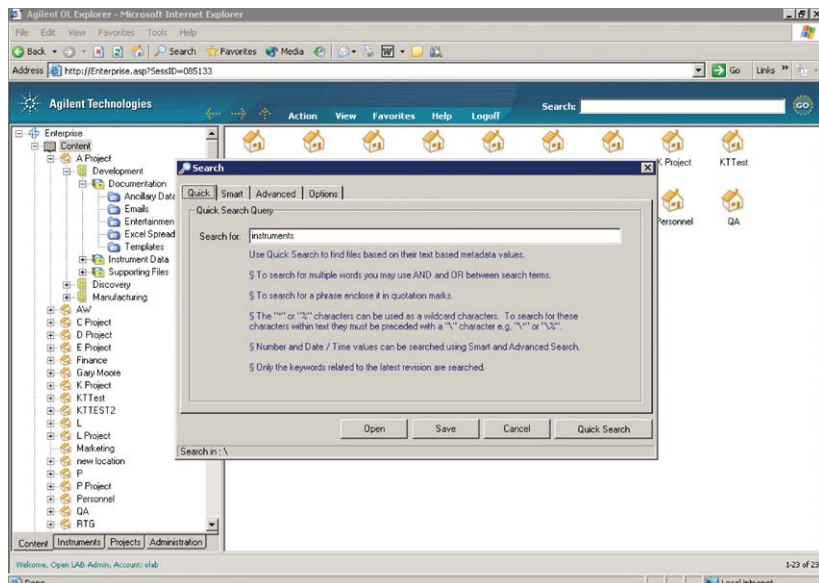 Agilent OL Explorer - Microsoft Internet Explorer
File Edit View Favorites Tools Help
Back Search Favorites Media
Address http://Enterprise.asp?SessID=085133 Go Links »
Agilent Technologies
Action View Favorites Help Logoff Search: GO
Enterprise
Content
A Project
Development
Documentation
Ancillary Data
Emails
Entertainmen
Excel Spread
Templates
Instrument Data
Supporting Files
Discovery
Manufacturing
AW
C Project
D Project
E Project
Finance
Gary Moore
K Project
KTTest
KTTEST2
L
L Project
Marketing
new location
P
P Project
Personnel
QA
RTG
Content Instruments Projects Administration
K Project KTTest
Personnel QA
Search
Quick Smart Advanced Options
Quick Search Query
Search for: instruments
Use Quick Search to find files based on their text based metadata values.
§ To search for multiple words you may use AND and OR between search terms.
§ To search for a phrase enclose it in quotation marks.
§ The "*" or "%" characters can be used as a wildcard characters. To search for these
characters within text they must be preceded with a "\" character e.g. "\*" or "\%".
§ Number and Date / Time values can be searched using Smart and Advanced Search.
§ Only the keywords related to the latest revision are searched.
Open Save Cancel Quick Search
Search in : \
Welcome, Open LAB Admin, Account: olab 1-23 of 23
Done Local intranet